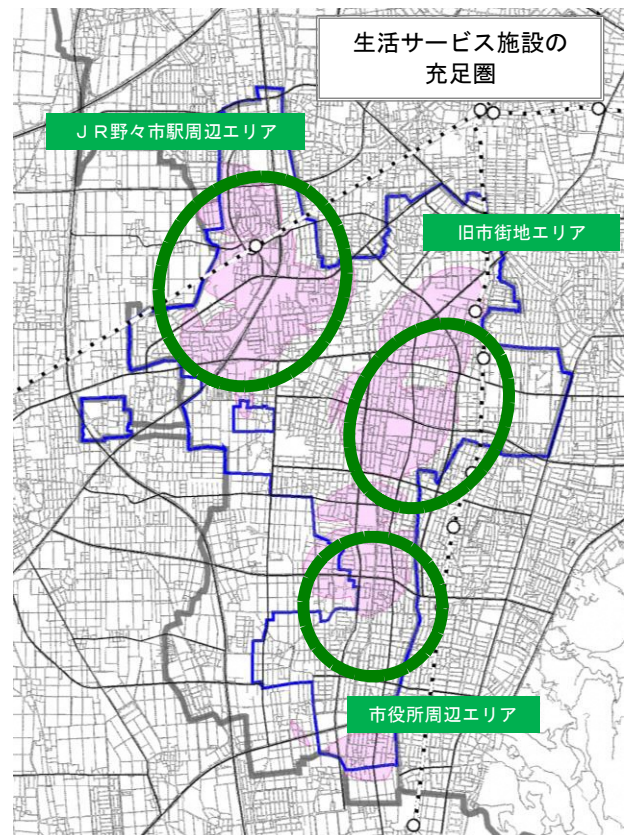 生活サービス施設の
充足圏
ＪＲ野々市駅周辺エリア
旧市街地エリア
市役所周辺エリア